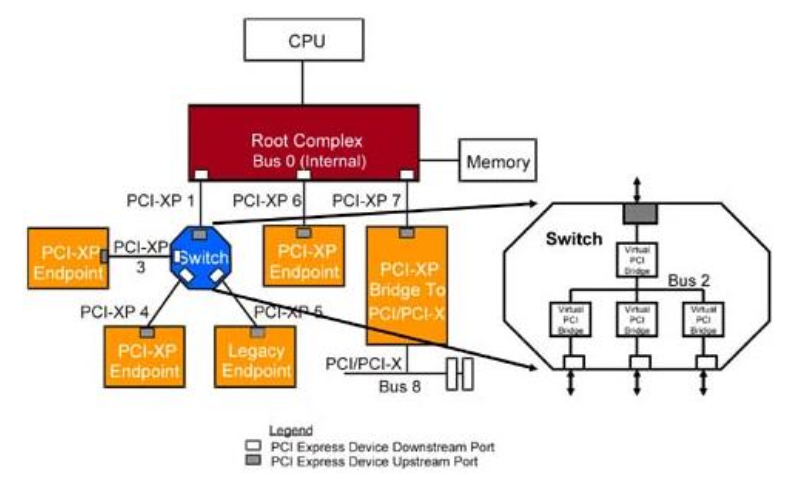 CPU
Root Complex
Bus 0 (Internal)
Memory
PCI-XP 1
PCI-XP 6
PCI-XP 7
PCI-XP
Endpoint
PCI-XP
3
Switch
PCI-XP
Endpoint
PCI-XP
Bridge To
PCI/PCI-X
PCI-XP 4
PCI-XP 5
PCI-XP
Endpoint
Legacy
Endpoint
PCI/PCI-X
Bus 8
Switch
Virtual
PCI
Bridge
Bus 2
Virtual
PCI
Bridge
Virtual
PCI
Bridge
Virtual
PCI
Bridge
Legend
PCI Express Device Downstream Port
PCI Express Device Upstream Port